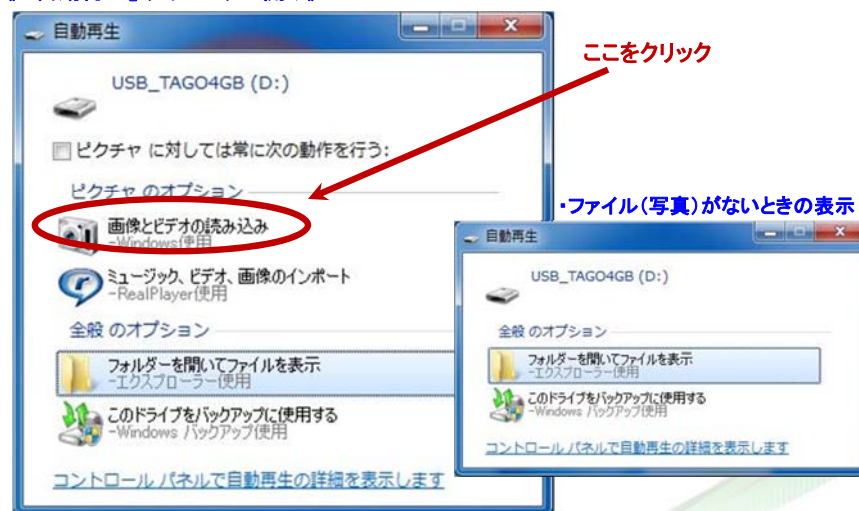 自動再生
USB_TAGO4GB (D:)
ピクチャ に対しては常に次の動作を行う:
ピクチャ のオプション
画像とビデオの読み込み
-Windows使用
ミュージック、ビデオ、画像のインポート
-RealPlayer使用
全般 のオプション
フォルダーを開いてファイルを表示
-エクスプローラー使用
このドライブをバックアップに使用する
-Windows バックアップ使用
コントロール パネルで自動再生の詳細を表示します
ここをクリック
・ファイル（写真）がないときの表示
自動再生
USB_TAGO4GB (D:)
全般 のオプション
フォルダーを開いてファイルを表示
-エクスプローラー使用
このドライブをバックアップに使用する
-Windows バックアップ使用
コントロール パネルで自動再生の詳細を表示します